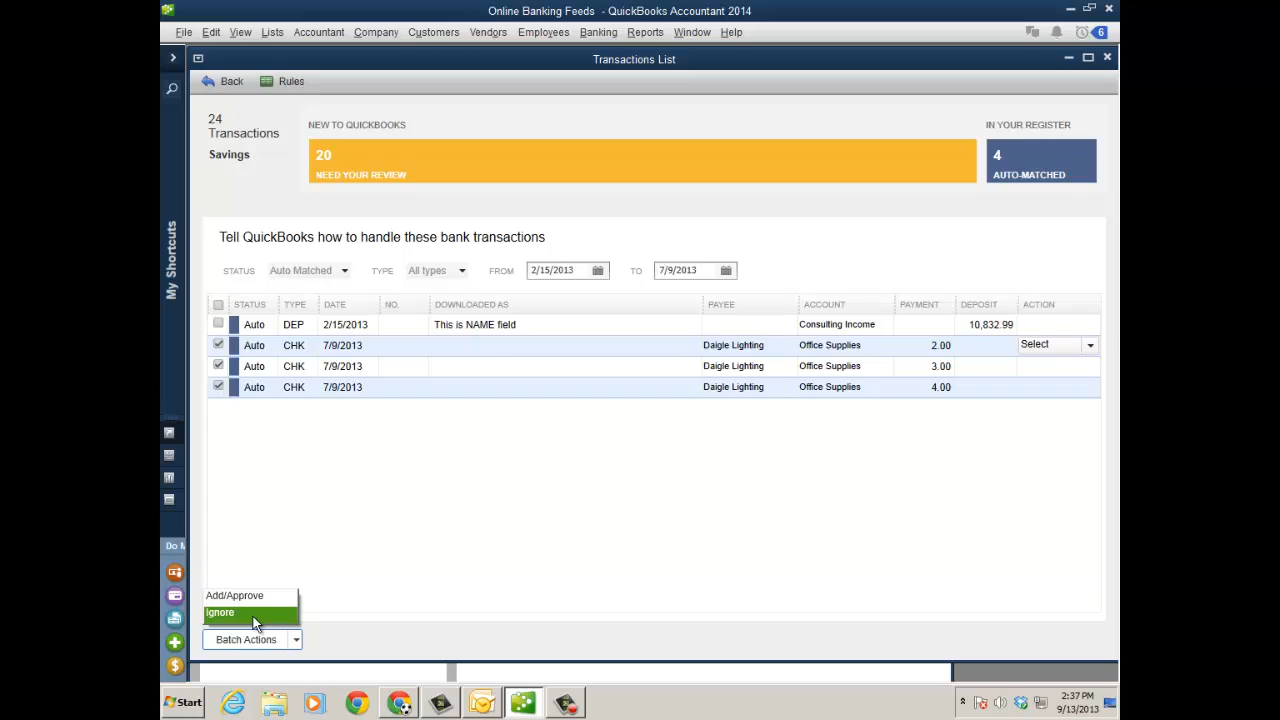 Online Banking Feeds - QuickBooks Accountant 2014
File Edit View Lists Accountant Company Customers Vendors Employees Banking Reports Window Help
6
Transactions List
Back Rules
24
Transactions
Savings
NEW TO QUICKBOOKS
20
NEED YOUR REVIEW
IN YOUR REGISTER
4
AUTO-MATCHED
My Shortcuts
Tell QuickBooks how to handle these bank transactions
STATUS Auto Matched TYPE All types FROM 2/15/2013 TO 7/9/2013
STATUS TYPE DATE NO. DOWNLOADED AS PAYEE ACCOUNT PAYMENT DEPOSIT ACTION
Auto DEP 2/15/2013 This is NAME field Consulting Income 10,832.99
Auto CHK 7/9/2013 Daigle Lighting Office Supplies 2.00 Select
Auto CHK 7/9/2013 Daigle Lighting Office Supplies 3.00
Auto CHK 7/9/2013 Daigle Lighting Office Supplies 4.00
Do M
Add/Approve
Ignore
Batch Actions
Start
2:37 PM
9/13/2013